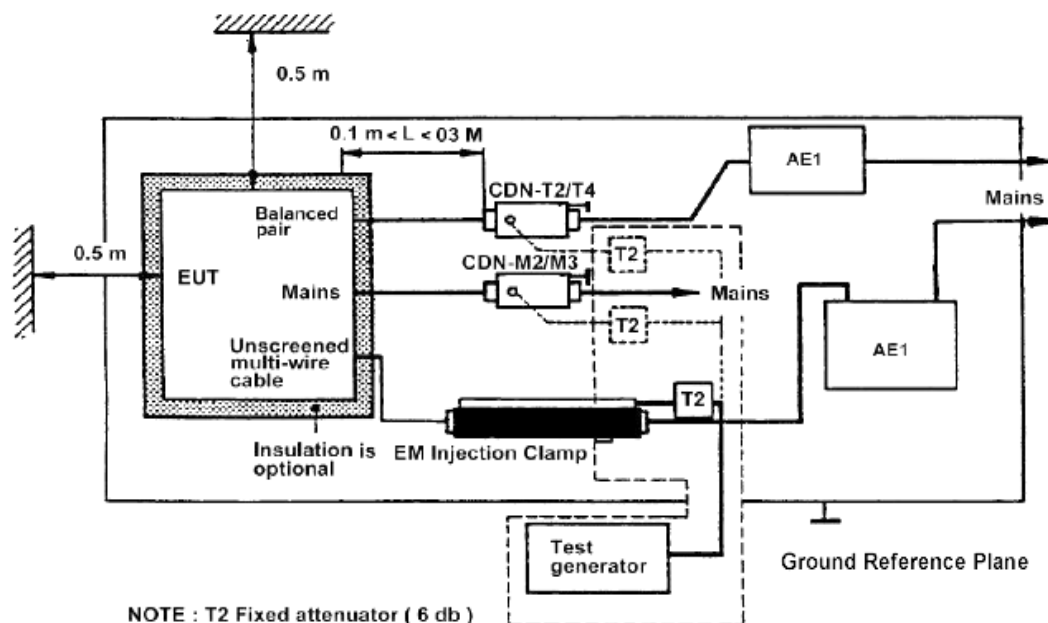 0.5 m
0.1 m < L < 03 M
AE1
CDN-T2/T4
Balanced
pair
Mains
T2
0.5 m
CDN-M2/M3
EUT
Mains
Mains
T2
AE1
Unscreened
multi-wire
cable
T2
Insulation is
optional
EM Injection Clamp
Test
generator
Ground Reference Plane
NOTE : T2 Fixed attenuator ( 6 db )